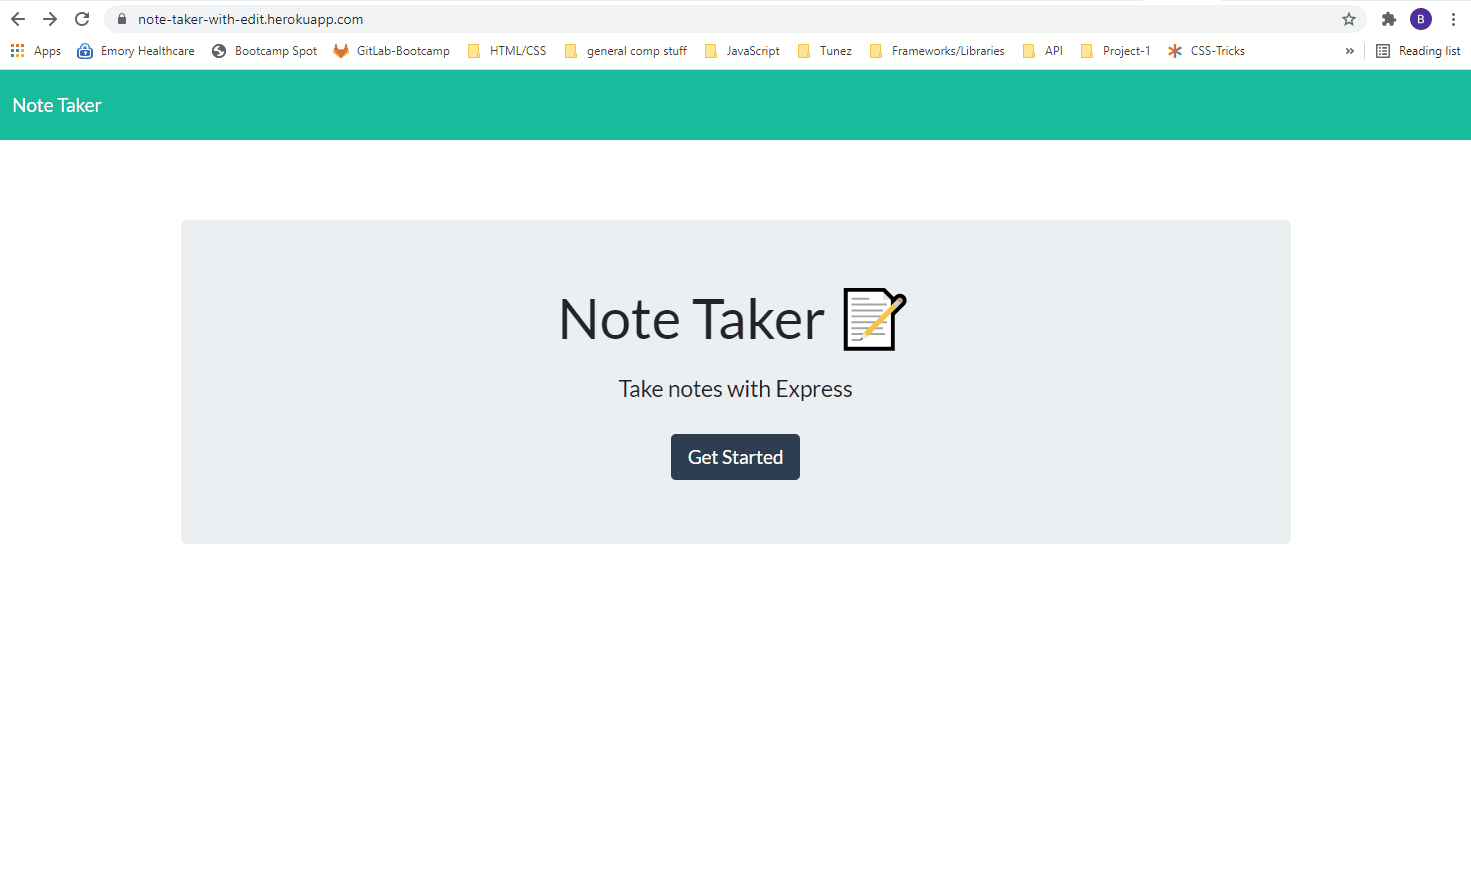 note-taker-with-edit.herokuapp.com
B
Apps Emory Healthcare Bootcamp Spot GitLab-Bootcamp HTML/CSS general comp stuff JavaScript Tunez Frameworks/Libraries API Project-1 CSS-Tricks » Reading list
Note Taker
Note Taker
Take notes with Express
Get Started